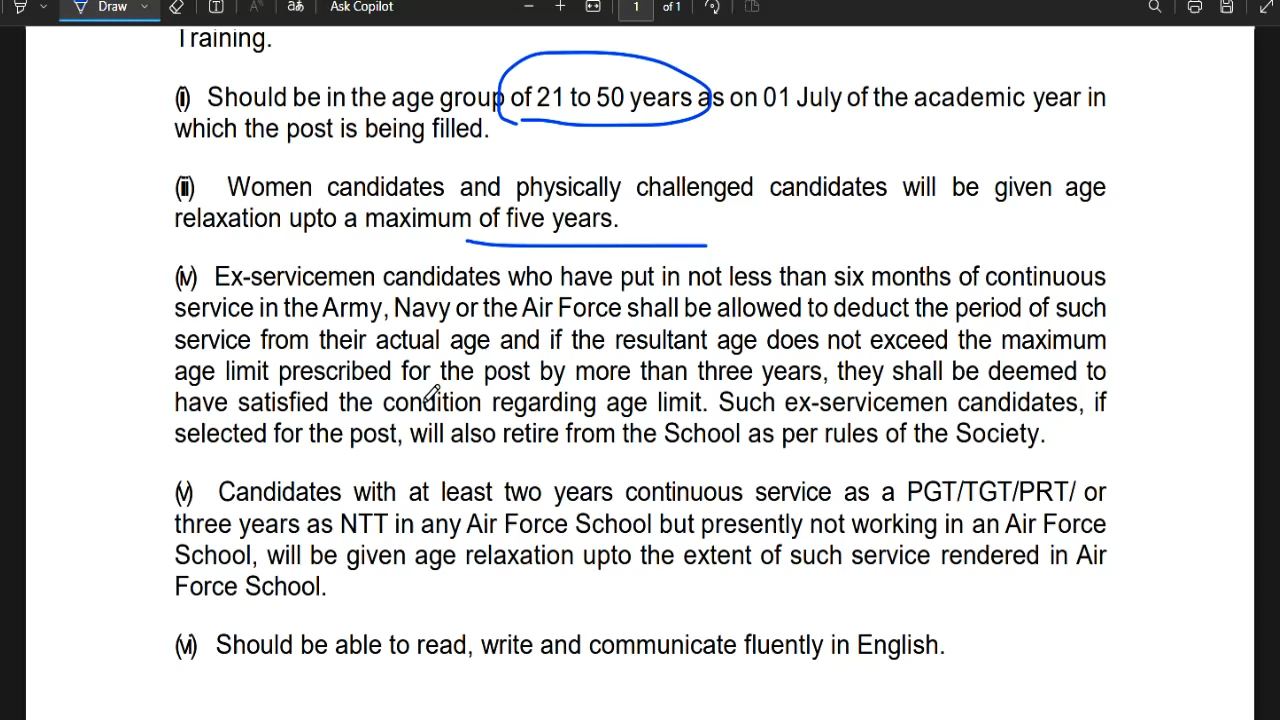 Draw
Ask Copilot
1 of 1
Training.
(ii) Should be in the age group of 21 to 50 years as on 01 July of the academic year in
which the post is being filled.
(iii) Women candidates and physically challenged candidates will be given age
relaxation upto a maximum of five years.
(iv) Ex-servicemen candidates who have put in not less than six months of continuous
service in the Army, Navy or the Air Force shall be allowed to deduct the period of such
service from their actual age and if the resultant age does not exceed the maximum
age limit prescribed for the post by more than three years, they shall be deemed to
have satisfied the condition regarding age limit. Such ex-servicemen candidates, if
selected for the post, will also retire from the School as per rules of the Society.
(v) Candidates with at least two years continuous service as a PGT/TGT/PRT/ or
three years as NTT in any Air Force School but presently not working in an Air Force
School, will be given age relaxation upto the extent of such service rendered in Air
Force School.
(vi) Should be able to read, write and communicate fluently in English.